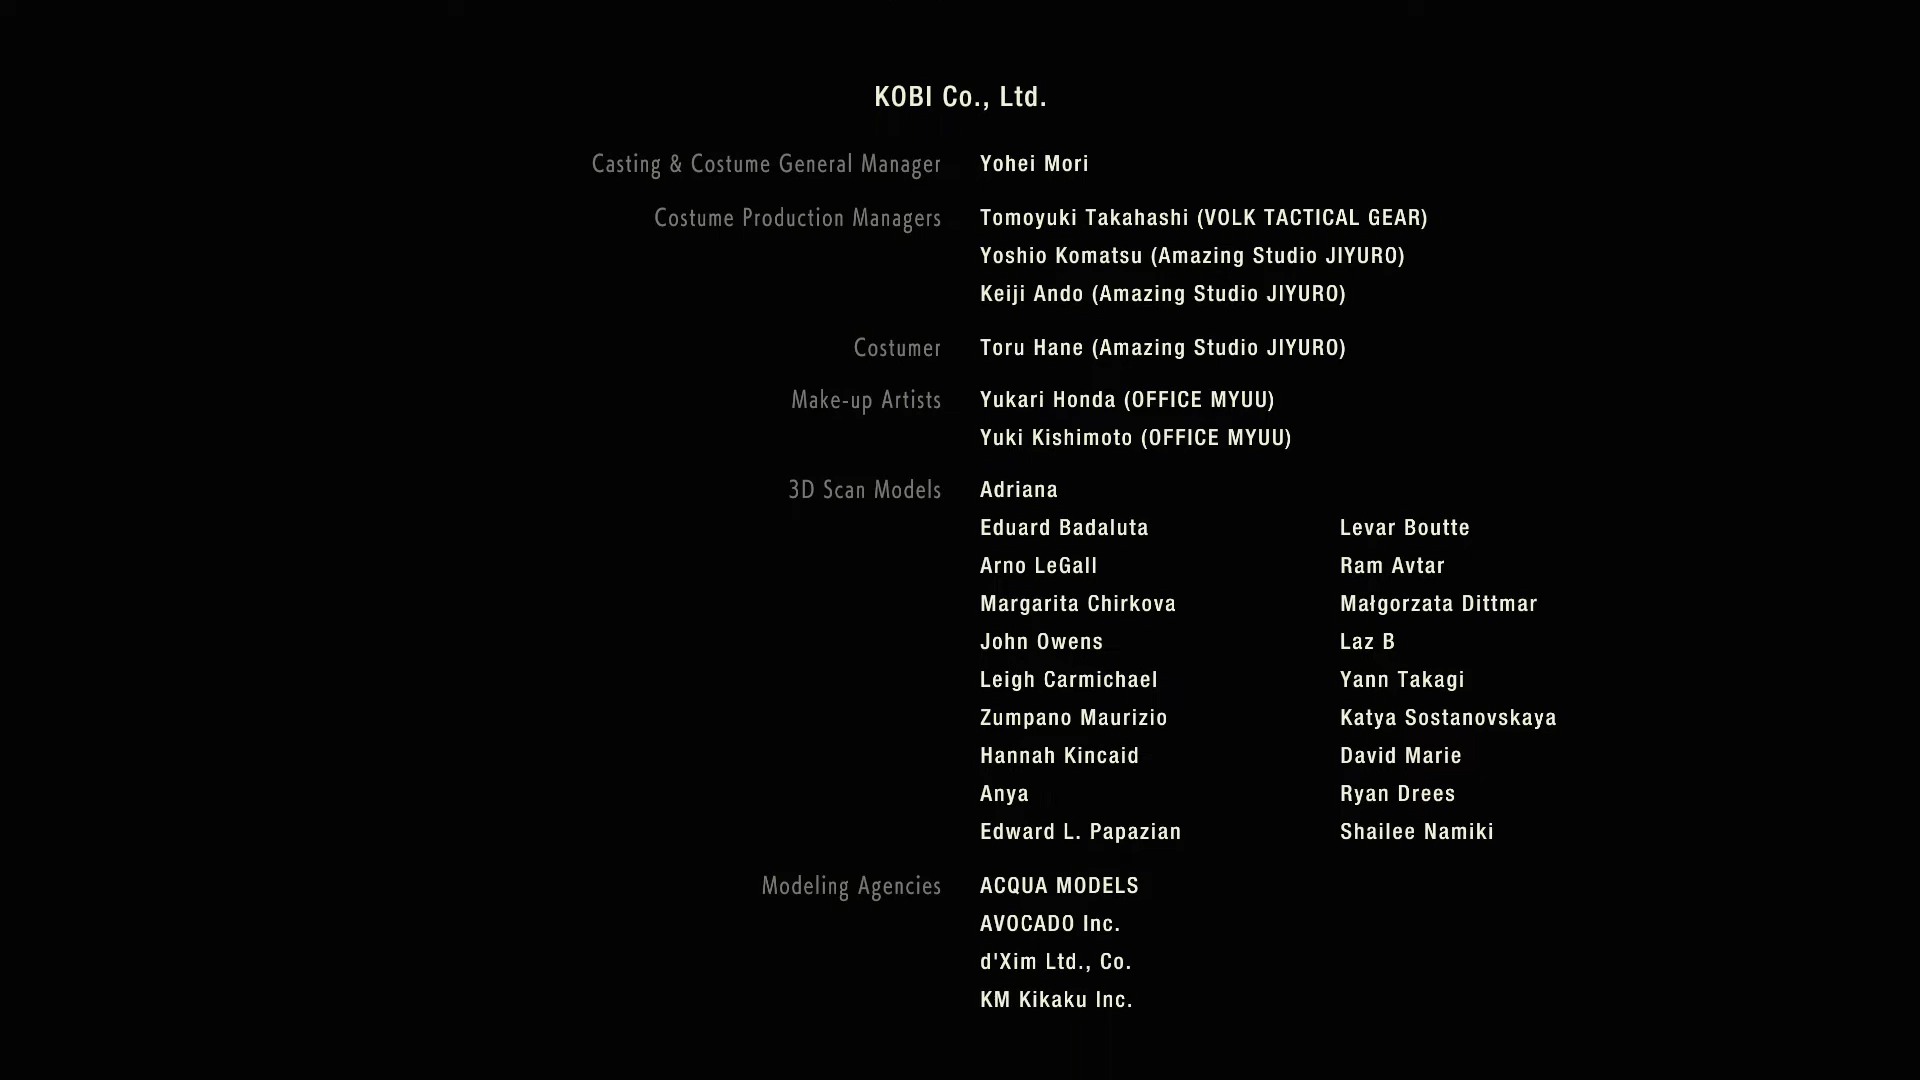 KOBI Co., Ltd.
Casting & Costume General Manager Yohei Mori
Costume Production Managers Tomoyuki Takahashi (VOLK TACTICAL GEAR)
Yoshio Komatsu (Amazing Studio JIYURO)
Keiji Ando (Amazing Studio JIYURO)
Costumer Toru Hane (Amazing Studio JIYURO)
Make-up Artists Yukari Honda (OFFICE MYUU)
Yuki Kishimoto (OFFICE MYUU)
3D Scan Models Adriana
Eduard Badaluta Levar Boutte
Arno LeGall Ram Avtar
Margarita Chirkova Małgorzata Dittmar
John Owens Laz B
Leigh Carmichael Yann Takagi
Zumpano Maurizio Katya Sostanovskaya
Hannah Kincaid David Marie
Anya Ryan Drees
Edward L. Papazian Shailee Namiki
Modeling Agencies ACQUA MODELS
AVOCADO Inc.
d'Xim Ltd., Co.
KM Kikaku Inc.